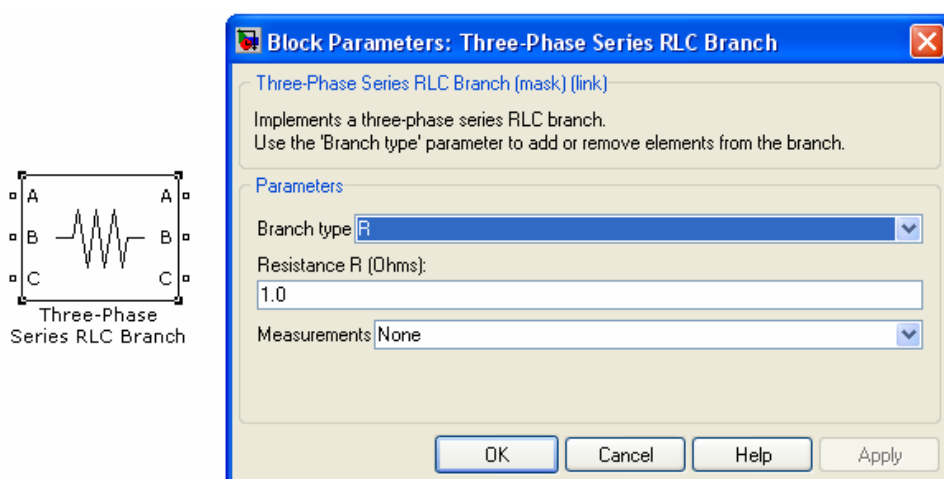 Block Parameters: Three-Phase Series RLC Branch
Three-Phase Series RLC Branch (mask) (link)
Implements a three-phase series RLC branch.
Use the 'Branch type' parameter to add or remove elements from the branch.
Parameters
Branch type R
Resistance R (Ohms):
1.0
Measurements None
OK Cancel Help Apply
A A
B B
C C
Three-Phase
Series RLC Branch